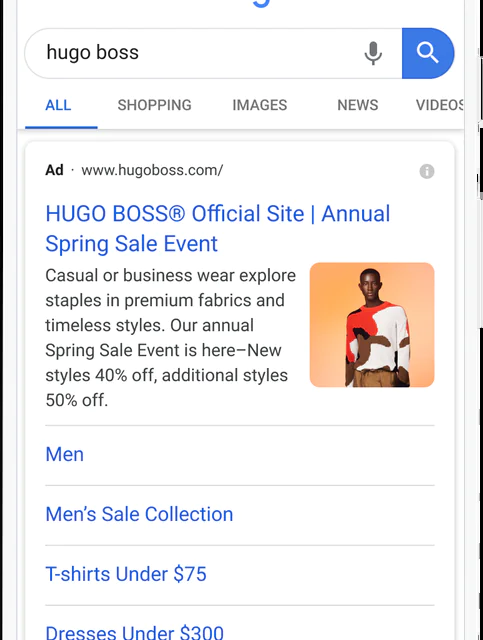 hugo boss
ALL SHOPPING IMAGES NEWS VIDEOS
Ad · www.hugoboss.com/
HUGO BOSS® Official Site | Annual
Spring Sale Event
Casual or business wear explore
staples in premium fabrics and
timeless styles. Our annual
Spring Sale Event is here–New
styles 40% off, additional styles
50% off.
Men
Men’s Sale Collection
T-shirts Under $75
Dresses Under $300